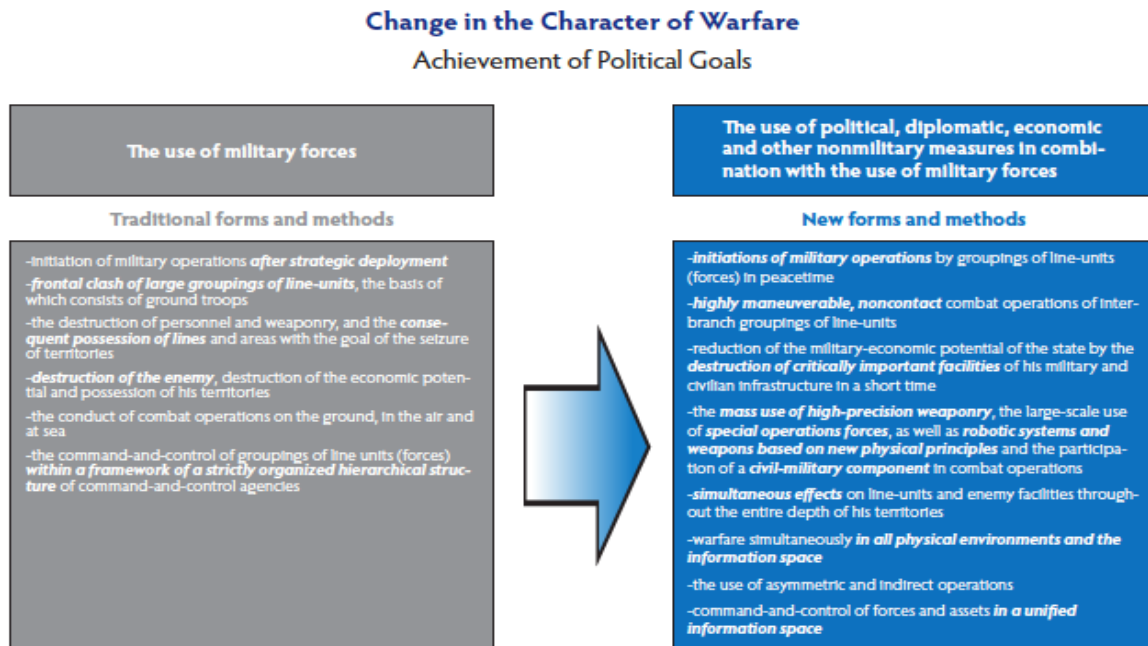 Change in the Character of Warfare
Achievement of Political Goals
The use of military forces
Traditional forms and methods
-initiation of military operations after strategic deployment
-frontal clash of large groupings of line-units, the basis of
which consists of ground troops
-the destruction of personnel and weaponry, and the conse-
quent possession of lines and areas with the goal of the seizure
of territories
-destruction of the enemy, destruction of the economic poten-
tial and possession of his territories
-the conduct of combat operations on the ground, in the air and
at sea
-the command-and-control of groupings of line units (forces)
within a framework of a strictly organized hierarchical struc-
ture of command-and-control agencies
The use of political, diplomatic, economic
and other nonmilitary measures in combi-
nation with the use of military forces
New forms and methods
-initiations of military operations by groupings of line-units
(forces) in peacetime
-highly maneuverable, noncontact combat operations of inter-
branch groupings of line-units
-reduction of the military-economic potential of the state by the
destruction of critically important facilities of his military and
civilian infrastructure in a short time
-the mass use of high-precision weaponry, the large-scale use
of special operations forces, as well as robotic systems and
weapons based on new physical principles and the participa-
tion of a civil-military component in combat operations
-simultaneous effects on line-units and enemy facilities through-
out the entire depth of his territories
-warfare simultaneously in all physical environments and the
information space
-the use of asymmetric and indirect operations
-command-and-control of forces and assets in a unified
information space